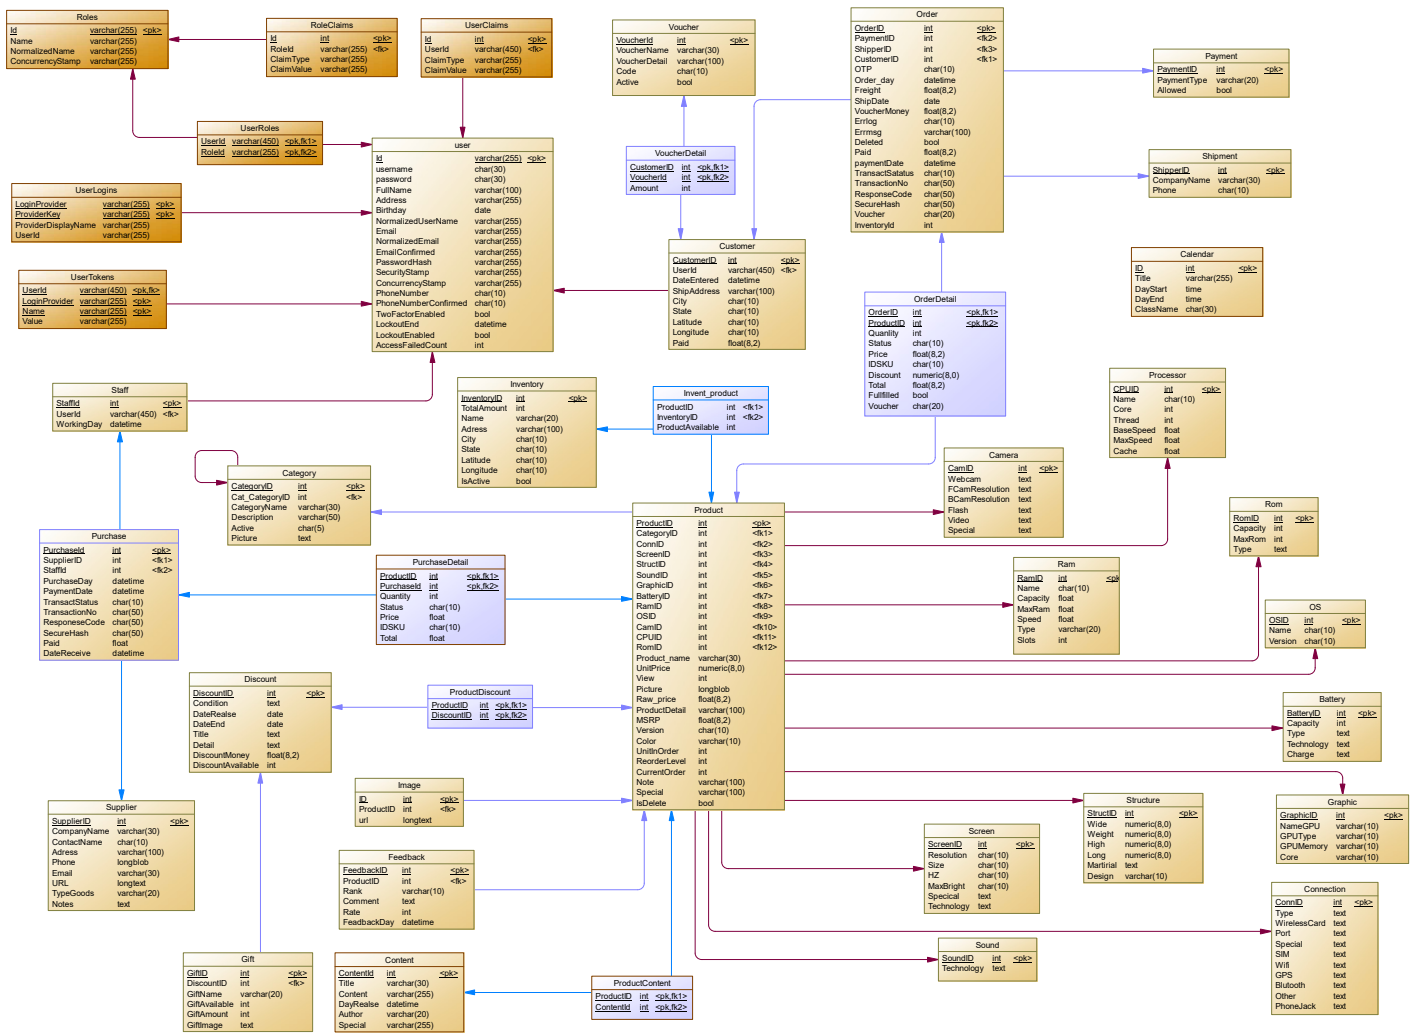 Roles
Id varchar(255) <pk>
Name varchar(255)
NormalizedName varchar(255)
ConcurrencyStamp varchar(255)
RoleClaims
Id int <pk>
RoleId varchar(255) <fk>
ClaimType varchar(255)
ClaimValue varchar(255)
UserClaims
Id int <pk>
UserId varchar(450) <fk>
ClaimType varchar(255)
ClaimValue varchar(255)
Voucher
VoucherId int <pk>
VoucherName varchar(30)
VoucherDetail varchar(100)
Code char(10)
Active bool
Order
OrderID int <pk>
PaymentID int <fk2>
ShipperID int <fk3>
CustomerID int <fk1>
OTP char(10)
Order_day datetime
Freight float(8,2)
ShipDate date
VoucherMoney float(8,2)
Errlog char(10)
Errmsg varchar(100)
Deleted bool
Paid float(8,2)
paymentDate datetime
TransactSatatus char(10)
TransactionNo char(50)
ResponseCode char(50)
SecureHash char(50)
Voucher char(20)
InventoryId int
Payment
PaymentID int <pk>
PaymentType varchar(20)
Allowed bool
UserRoles
UserId varchar(450) <pk,fk1>
RoleId varchar(255) <pk,fk2>
user
Id varchar(255) <pk>
username char(30)
password char(30)
FullName varchar(100)
Address varchar(255)
Birthday date
NormalizedUserName varchar(255)
Email varchar(255)
NormalizedEmail varchar(255)
EmailConfirmed varchar(255)
PasswordHash varchar(255)
SecurityStamp varchar(255)
ConcurrencyStamp varchar(255)
PhoneNumber char(10)
PhoneNumberConfirmed char(10)
TwoFactorEnabled bool
LockoutEnd datetime
LockoutEnabled bool
AccessFailedCount int
VoucherDetail
CustomerID int <pk,fk1>
VoucherId int <pk,fk2>
Amount int
Shipment
ShipperID int <pk>
CompanyName varchar(30)
Phone char(10)
UserLogins
LoginProvider varchar(255) <pk>
ProviderKey varchar(255) <pk>
ProviderDisplayName varchar(255)
UserId varchar(255)
Customer
CustomerID int <pk>
UserId varchar(450) <fk>
DateEntered datetime
ShipAddress varchar(100)
City char(10)
State char(10)
Latitude char(10)
Longitude char(10)
Paid float(8,2)
Calendar
ID int <pk>
Title varchar(255)
DayStart time
DayEnd time
ClassName char(30)
UserTokens
UserId varchar(450) <pk,fk>
LoginProvider varchar(255) <pk>
Name varchar(255) <pk>
Value varchar(255)
OrderDetail
OrderID int <pk,fk1>
ProductID int <pk,fk2>
Quanlity int
Status char(10)
Price float(8,2)
IDSKU char(10)
Discount numeric(8,0)
Total float(8,2)
Fullfilled bool
Voucher char(20)
Staff
StaffId int <pk>
UserId varchar(450) <fk>
WorkingDay datetime
Inventory
InventoryID int <pk>
TotalAmount int
Name varchar(20)
Adress varchar(100)
City char(10)
State char(10)
Latitude char(10)
Longitude char(10)
IsActive bool
Invent_product
ProductID int <fk1>
InventoryID int <fk2>
ProductAvailable int
Processor
CPUID int <pk>
Name char(10)
Core int
Thread int
BaseSpeed float
MaxSpeed float
Cache float
Category
CategoryID int <pk>
Cat_CategoryID int <fk>
CategoryName varchar(30)
Description varchar(50)
Active char(5)
Picture text
Camera
CamID int <pk>
Webcam text
FCamResolution text
BCamResolution text
Flash text
Video text
Special text
Product
ProductID int <pk>
CategoryID int <fk1>
ConnID int <fk2>
ScreenID int <fk3>
StructID int <fk4>
SoundID int <fk5>
GraphicID int <fk6>
BatteryID int <fk7>
RamID int <fk8>
OSID int <fk9>
CamID int <fk10>
CPUID int <fk11>
RomID int <fk12>
Product_name varchar(30)
UnitPrice numeric(8,0)
View int
Picture longblob
Raw_price float(8,2)
ProductDetail varchar(100)
MSRP float(8,2)
Version char(10)
Color varchar(10)
UnitInOrder int
ReorderLevel int
CurrentOrder int
Note varchar(100)
Special varchar(100)
IsDelete bool
Rom
RomID int <pk>
Capacity int
MaxRom int
Type text
Purchase
PurchaseId int <pk>
SupplierID int <fk1>
StaffId int <fk2>
PurchaseDay datetime
PaymentDate datetime
TransactStatus char(10)
TransactionNo char(50)
ResponseseCode char(50)
SecureHash char(50)
Paid float
DateReceive datetime
PurchaseDetail
ProductID int <pk,fk1>
PurchaseId int <pk,fk2>
Quantity int
Status char(10)
Price float
IDSKU char(10)
Total float
Ram
RamID int <pk
Name char(10)
Capacity float
MaxRam float
Speed float
Type varchar(20)
Slots int
OS
OSID int <pk>
Name char(10)
Version char(10)
Discount
DiscountID int <pk>
Condition text
DateRealse date
DateEnd date
Title text
Detail text
DiscountMoney float(8,2)
DiscountAvailable int
ProductDiscount
ProductID int <pk,fk1>
DiscountID int <pk,fk2>
Battery
BatteryID int <pk>
Capacity int
Type text
Technology text
Charge text
Image
ID int <pk>
ProductID int <fk>
url longtext
Supplier
SupplierID int <pk>
CompanyName varchar(30)
ContactName char(10)
Adress varchar(100)
Phone longblob
Email varchar(30)
URL longtext
TypeGoods varchar(20)
Notes text
Structure
StructID int <pk>
Wide numeric(8,0)
Weight numeric(8,0)
High numeric(8,0)
Long numeric(8,0)
Martirial text
Design varchar(10)
Graphic
GraphicID int <pk>
NameGPU varchar(10)
GPUType varchar(10)
GPUMemory varchar(10)
Core varchar(10)
Screen
ScreenID int <pk>
Resolution char(10)
Size char(10)
HZ char(10)
MaxBright char(10)
Specical text
Technology text
Feedback
FeedbackID int <pk>
ProductID int <fk>
Rank varchar(10)
Comment text
Rate int
FeadbackDay datetime
Connection
ConnID int <pk>
Type text
WirelessCard text
Port text
Special text
SIM text
Wifi text
GPS text
Blutooth text
Other text
PhoneJack text
Sound
SoundID int <pk>
Technology text
Gift
GiftID int <pk>
DiscountID int <fk>
GiftName varchar(20)
GiftAvailable int
GiftAmount int
GiftImage text
Content
ContentId int <pk>
Title varchar(30)
Content varchar(255)
DayRealse datetime
Author varchar(20)
Special varchar(255)
ProductContent
ProductID int <pk,fk1>
ContentId int <pk,fk2>